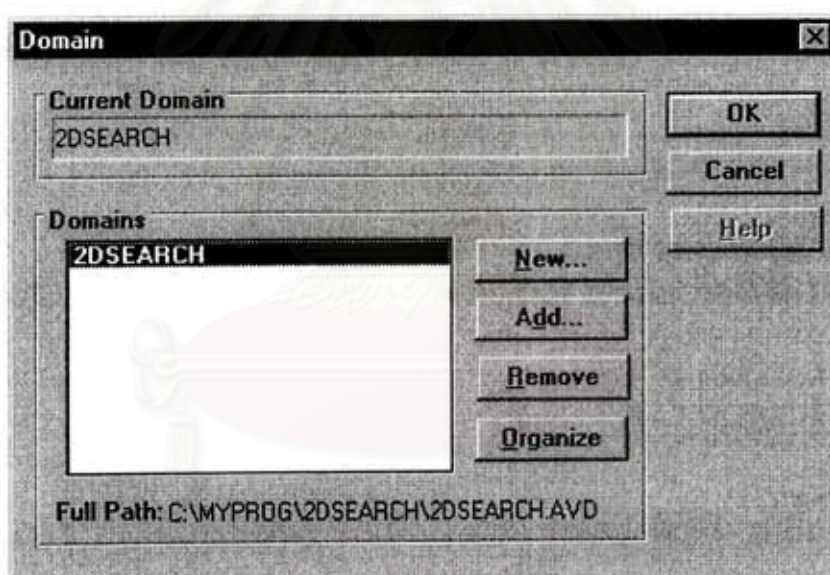 Domain
Current Domain
2DSEARCH
OK
Cancel
Help
Domains
2DSEARCH
New...
Add...
Remove
Organize
Full Path: C:\MYPROG\2DSEARCH\2DSEARCH.AVD